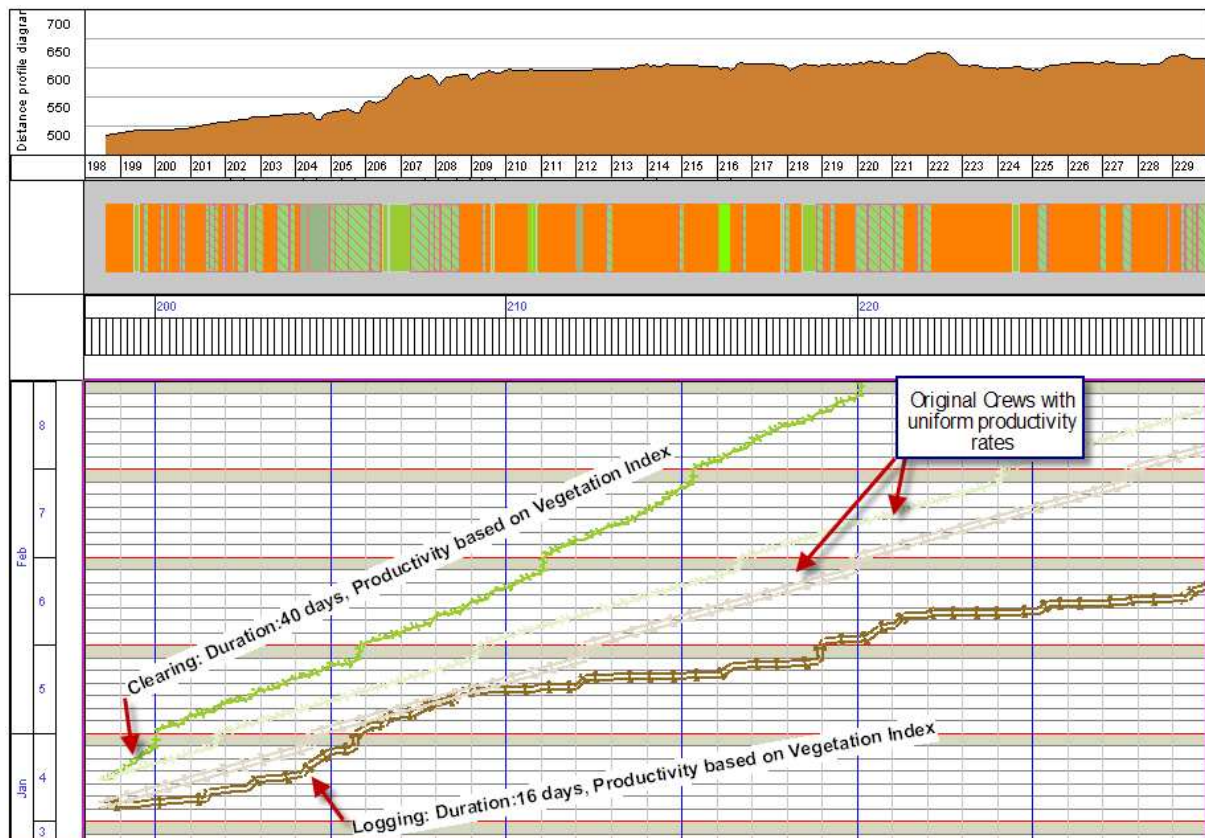 Distance profile diagrar
700
650
600
550
500
198 199 200 201 202 203 204 205 206 207 208 209 210 211 212 213 214 215 216 217 218 219 220 221 222 223 224 225 226 227 228 229
200 210 220
Original Crews with
uniform productivity
rates
Clearing: Duration:40 days, Productivity based on Vegetation Index
Logging: Duration:16 days, Productivity based on Vegetation Index
Feb
Jan
8
7
6
5
4
3